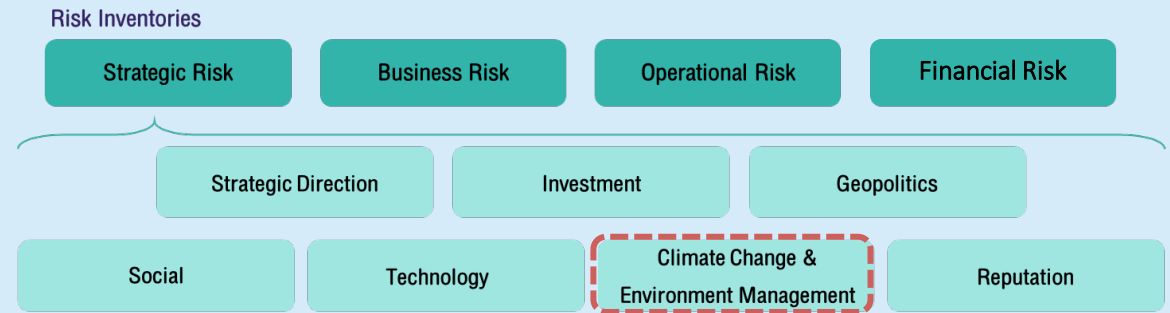 Risk Inventories
Strategic Risk
Business Risk
Operational Risk
Financial Risk
Strategic Direction
Investment
Geopolitics
Social
Technology
Climate Change &
Environment Management
Reputation